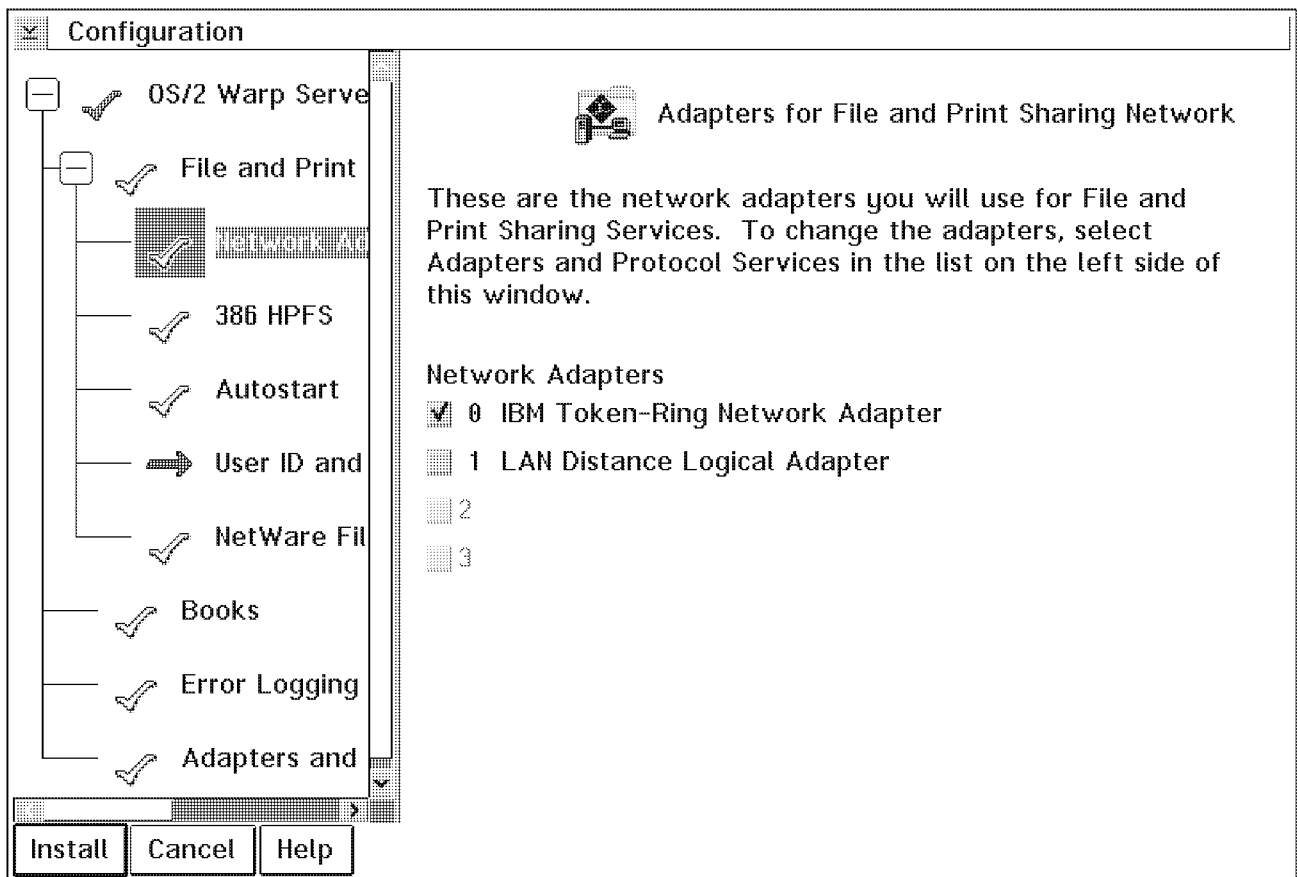 Configuration
OS/2 Warp Serve
File and Print
Network Ad
386 HPFS
Autostart
User ID and
NetWare Fil
Books
Error Logging
Adapters and
Install
Cancel
Help
Adapters for File and Print Sharing Network
These are the network adapters you will use for File and
Print Sharing Services. To change the adapters, select
Adapters and Protocol Services in the list on the left side of
this window.
Network Adapters
0 IBM Token-Ring Network Adapter
1 LAN Distance Logical Adapter
2
3